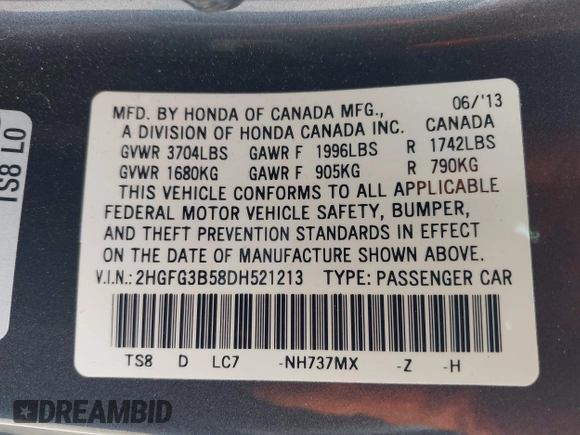 MFD. BY HONDA OF CANADA MFG., 06/'13
A DIVISION OF HONDA CANADA INC. CANADA
GVWR 3704LBS GAWR F 1996LBS R 1742LBS
GVWR 1680KG GAWR F 905KG R 790KG
THIS VEHICLE CONFORMS TO ALL APPLICABLE
FEDERAL MOTOR VEHICLE SAFETY, BUMPER,
AND THEFT PREVENTION STANDARDS IN EFFECT
ON THE DATE OF MANUFACTURE SHOWN ABOVE.
V.I.N.: 2HGFG3B58DH521213 TYPE: PASSENGER CAR
TS8 D LC7 -NH737MX -Z -H
TS8 LO
DREAMBID